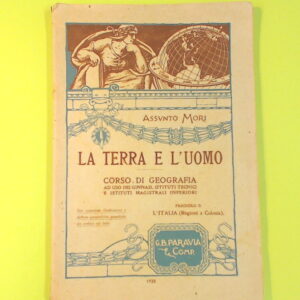 ASSVNTO MORI
LA TERRA E L'UOMO
CORSO DI GEOGRAFIA
AD USO DEI GINNASI, ISTITUTI TECNICI
E ISTITUTI MAGISTRALI INFERIORI
FASCICOLO II.
L'ITALIA (Regioni e Colonie).
G.B. PARAVIA
& COMP.